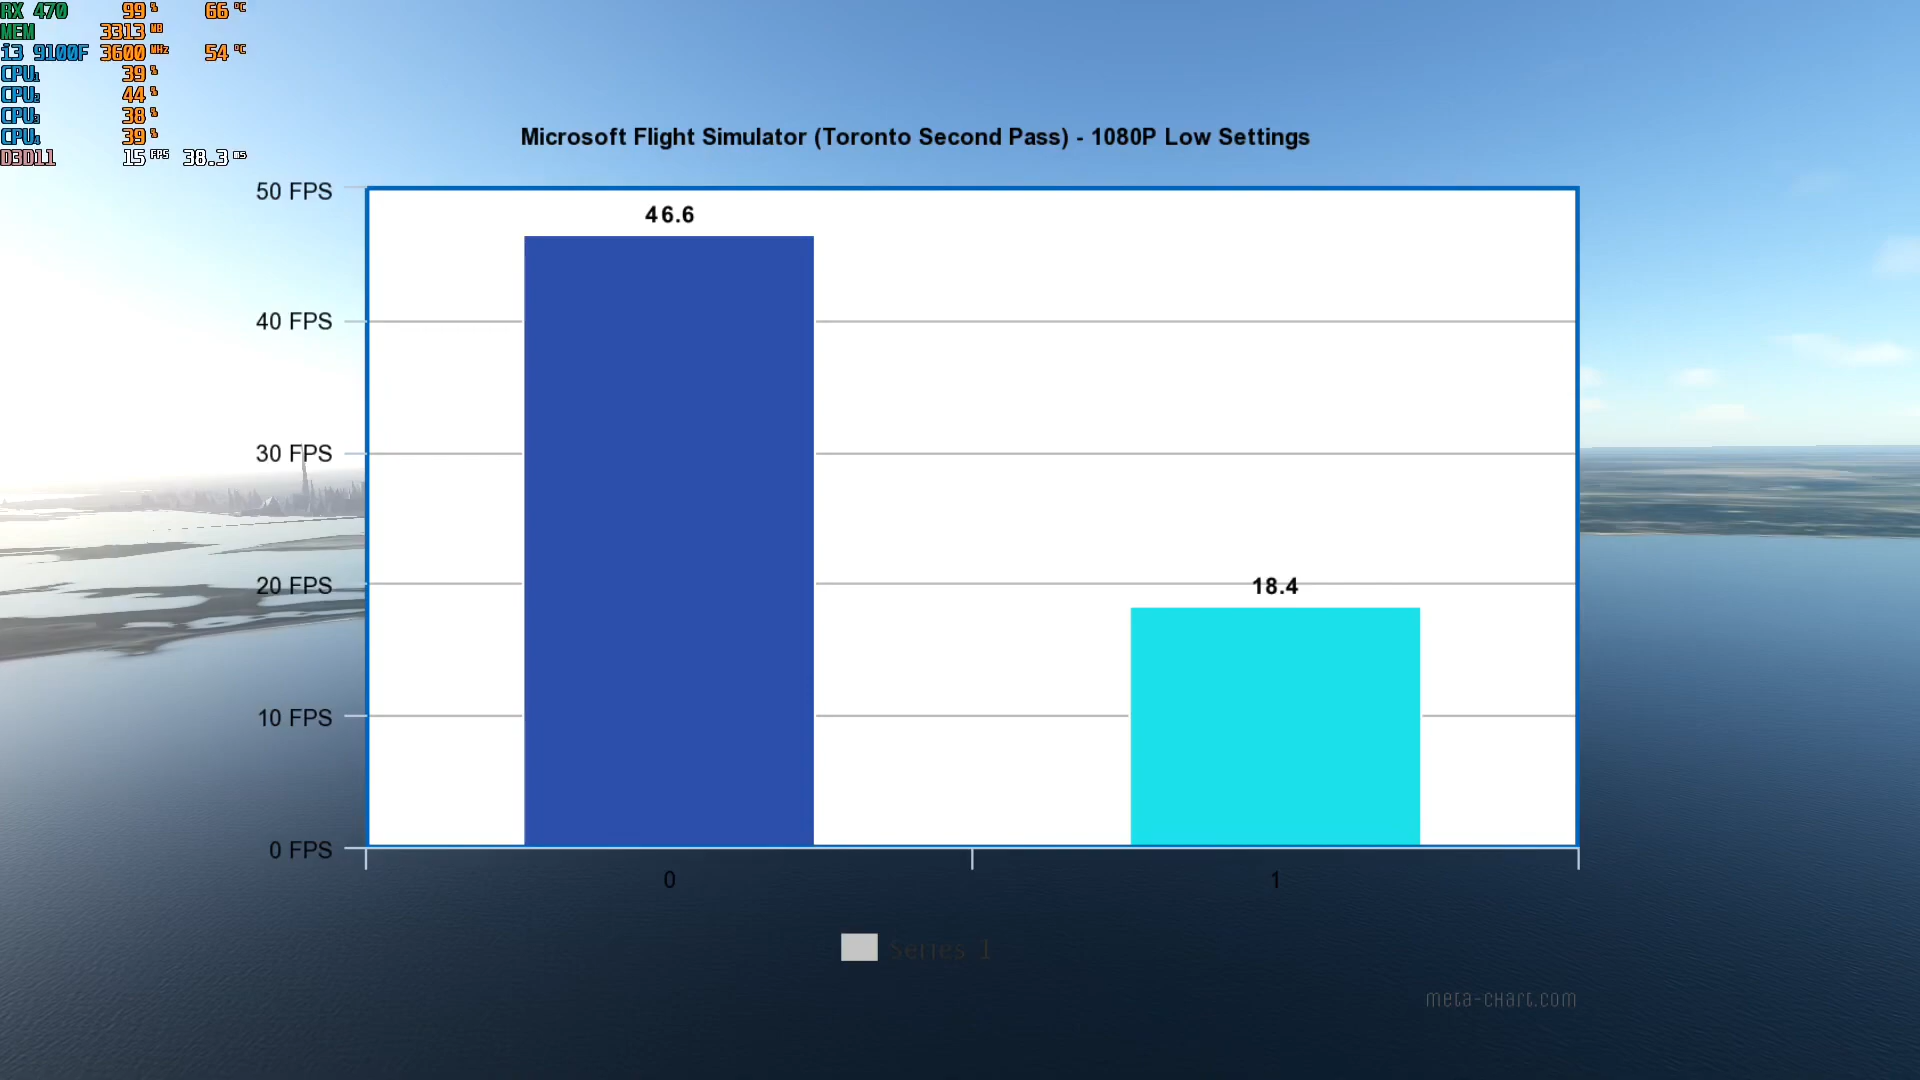 RX 470 99 % 66 °C
MEM 3313 MB
i3 9100F 3600 MHz 54 °C
CPU1 39 %
CPU2 44 %
CPU3 38 %
CPU4 39 %
D3D11 15 FPS 38.3 ms
Microsoft Flight Simulator (Toronto Second Pass) - 1080P Low Settings
50 FPS
46.6
40 FPS
30 FPS
20 FPS
18.4
10 FPS
0 FPS
0 1
Series 1
meta-chart.com